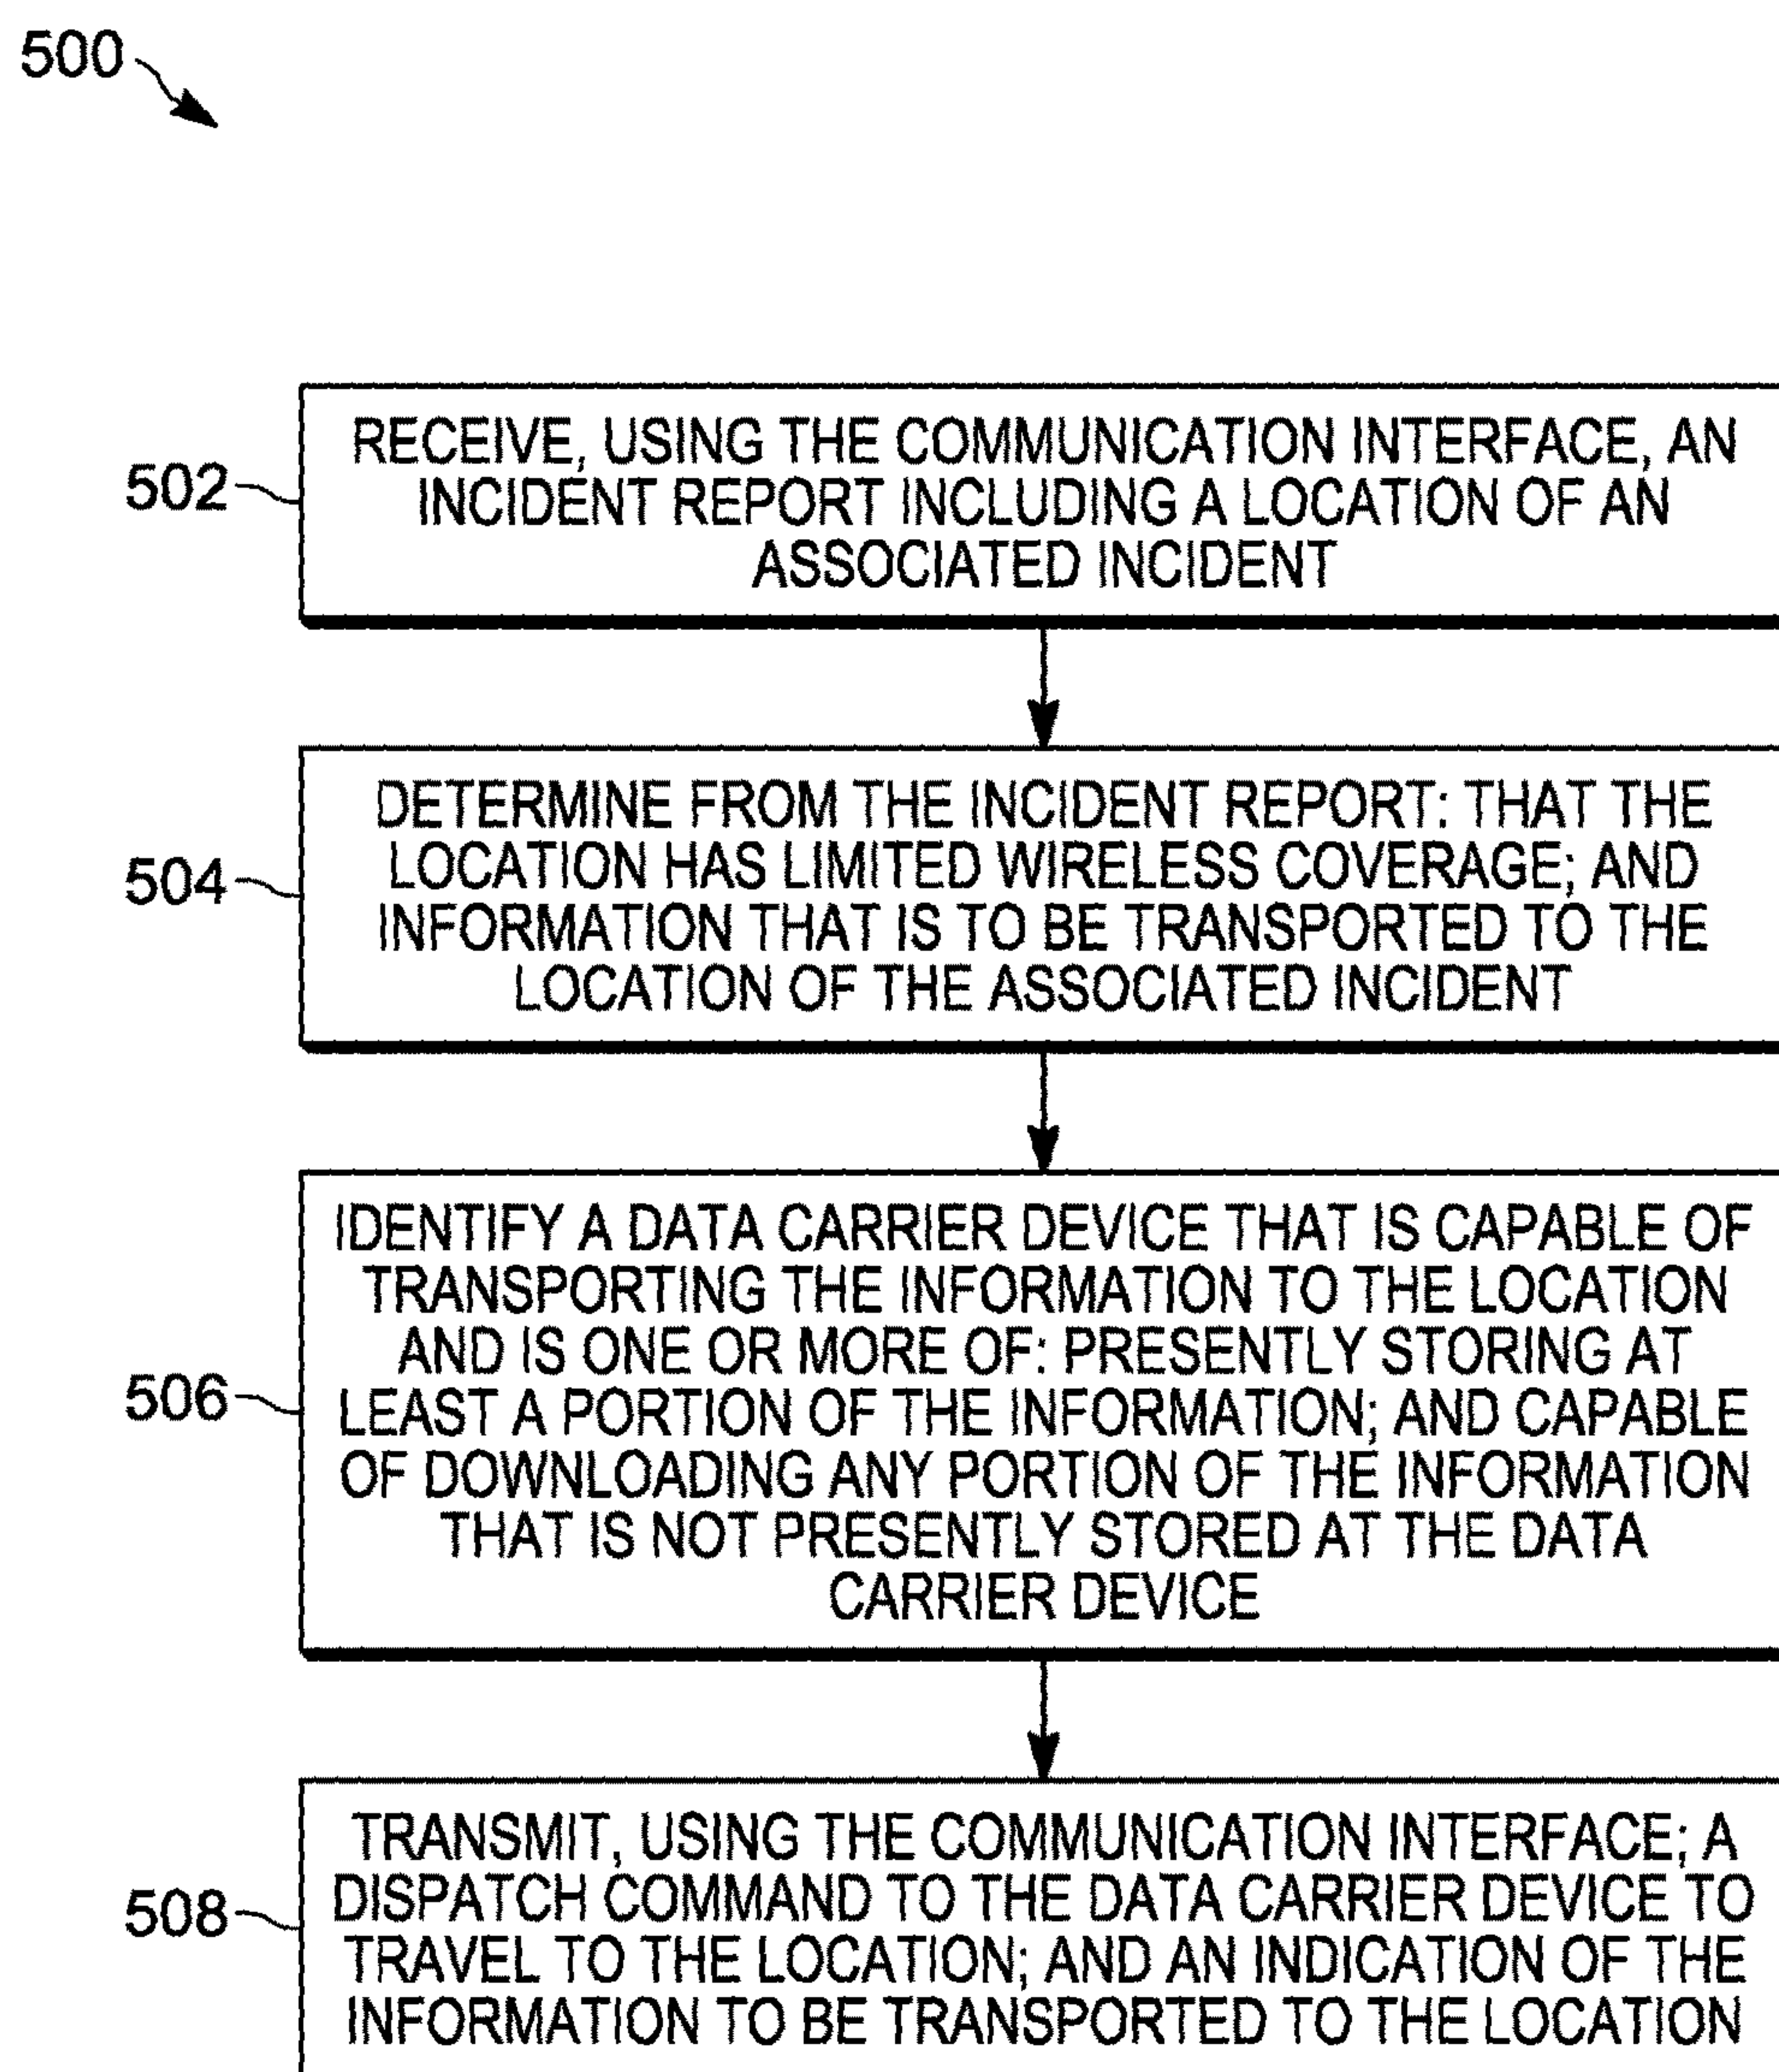 500
RECEIVE, USING THE COMMUNICATION INTERFACE, AN
INCIDENT REPORT INCLUDING A LOCATION OF AN
ASSOCIATED INCIDENT
502
DETERMINE FROM THE INCIDENT REPORT: THAT THE
LOCATION HAS LIMITED WIRELESS COVERAGE; AND
INFORMATION THAT IS TO BE TRANSPORTED TO THE
LOCATION OF THE ASSOCIATED INCIDENT
504
IDENTIFY A DATA CARRIER DEVICE THAT IS CAPABLE OF
TRANSPORTING THE INFORMATION TO THE LOCATION
AND IS ONE OR MORE OF: PRESENTLY STORING AT
LEAST A PORTION OF THE INFORMATION; AND CAPABLE
OF DOWNLOADING ANY PORTION OF THE INFORMATION
THAT IS NOT PRESENTLY STORED AT THE DATA
CARRIER DEVICE
506
TRANSMIT, USING THE COMMUNICATION INTERFACE; A
DISPATCH COMMAND TO THE DATA CARRIER DEVICE TO
TRAVEL TO THE LOCATION; AND AN INDICATION OF THE
INFORMATION TO BE TRANSPORTED TO THE LOCATION
508